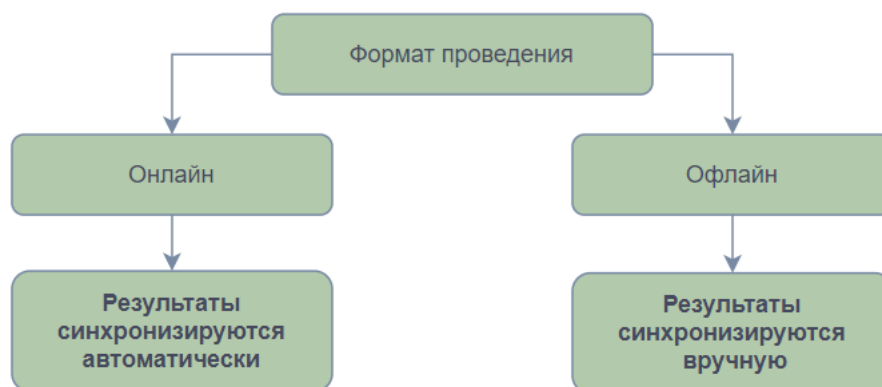 Формат проведения
Онлайн
Офлайн
Результаты
синхронизируются
автоматически
Результаты
синхронизируются
вручную